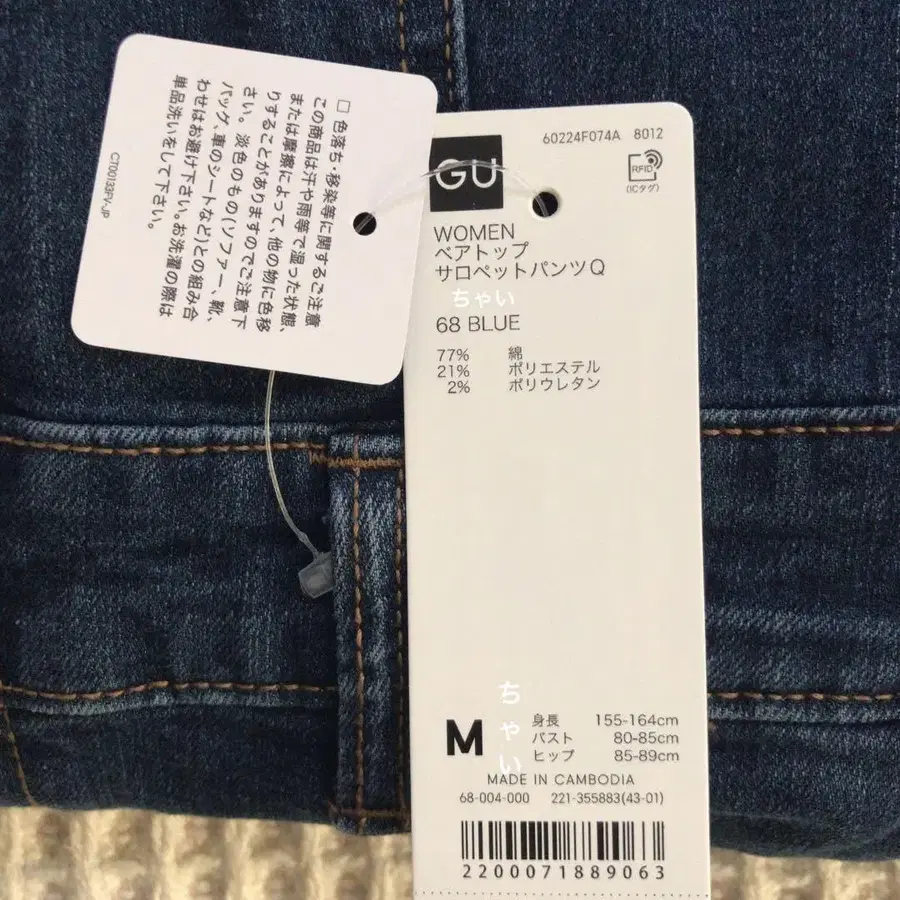 □ 色落ち・移染等に関するご注意
この商品は汗や雨等で湿った状態、
または摩擦によって、他の物に色移
りすることがありますのでご注意下
さい。淡色のもの(ソファー、靴、
バッグ、車のシートなど)との組み合
わせはお避け下さい。お洗濯の際は
単品洗いをして下さい。
CT00133FV-JP
60224F074A 8012
GU
RFID
(ICタグ)
WOMEN
ベアトップ
サロペットパンツQ
ちゃい
68 BLUE
77% 綿
21% ポリエステル
2% ポリウレタン
ちゃい
M
身長 155-164cm
バスト 80-85cm
ヒップ 85-89cm
MADE IN CAMBODIA
68-004-000 221-355883(43-01)
2200071889063